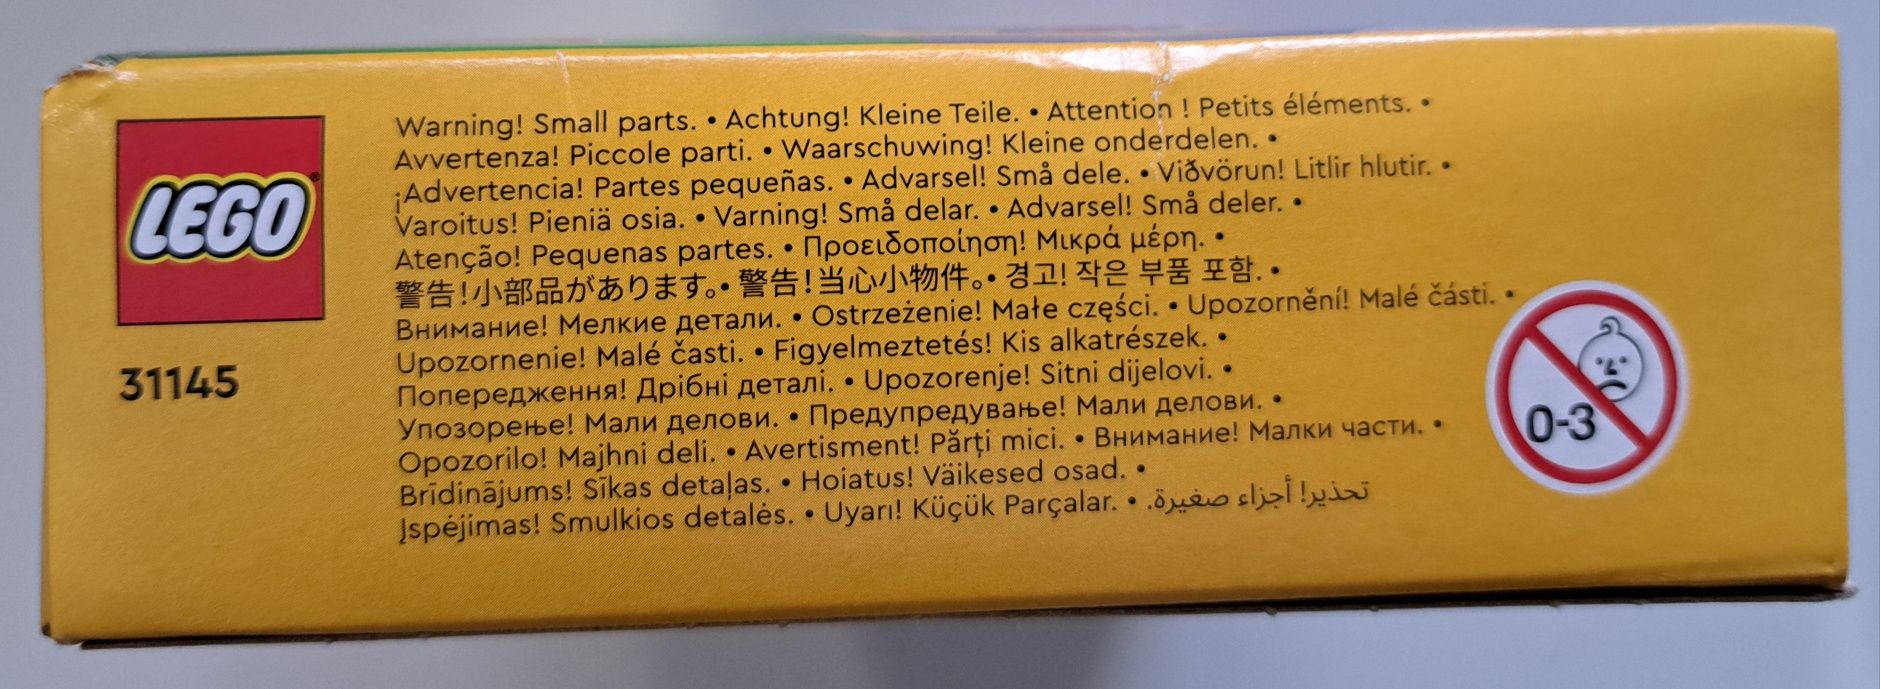 LEGO®
31145
Warning! Small parts. • Achtung! Kleine Teile. • Attention ! Petits éléments. •
Avvertenza! Piccole parti. • Waarschuwing! Kleine onderdelen. •
¡Advertencia! Partes pequeñas. • Advarsel! Små dele. • Viðvörun! Litlir hlutir. •
Varoitus! Pieniä osia. • Varning! Små delar. • Advarsel! Små deler. •
Atenção! Pequenas partes. • Προειδοποίηση! Μικρά μέρη. •
警告!小部品があります。• 警告!当心小物件。• 경고! 작은 부품 포함. •
Внимание! Мелкие детали. • Ostrzeżenie! Małe części. • Upozornění! Malé části. •
Upozornenie! Malé časti. • Figyelmeztetés! Kis alkatrészek. •
Попередження! Дрібні деталі. • Upozorenje! Sitni dijelovi. •
Упозорење! Мали делови. • Предупредување! Мали делови. •
Opozorilo! Majhni deli. • Avertisment! Părți mici. • Внимание! Малки части. •
Brīdinājums! Sīkas detaļas. • Hoiatus! Väikesed osad. •
Įspėjimas! Smulkios detalės. • Uyarı! Küçük Parçalar. • تحذير! أجزاء صغيرة.
0-3